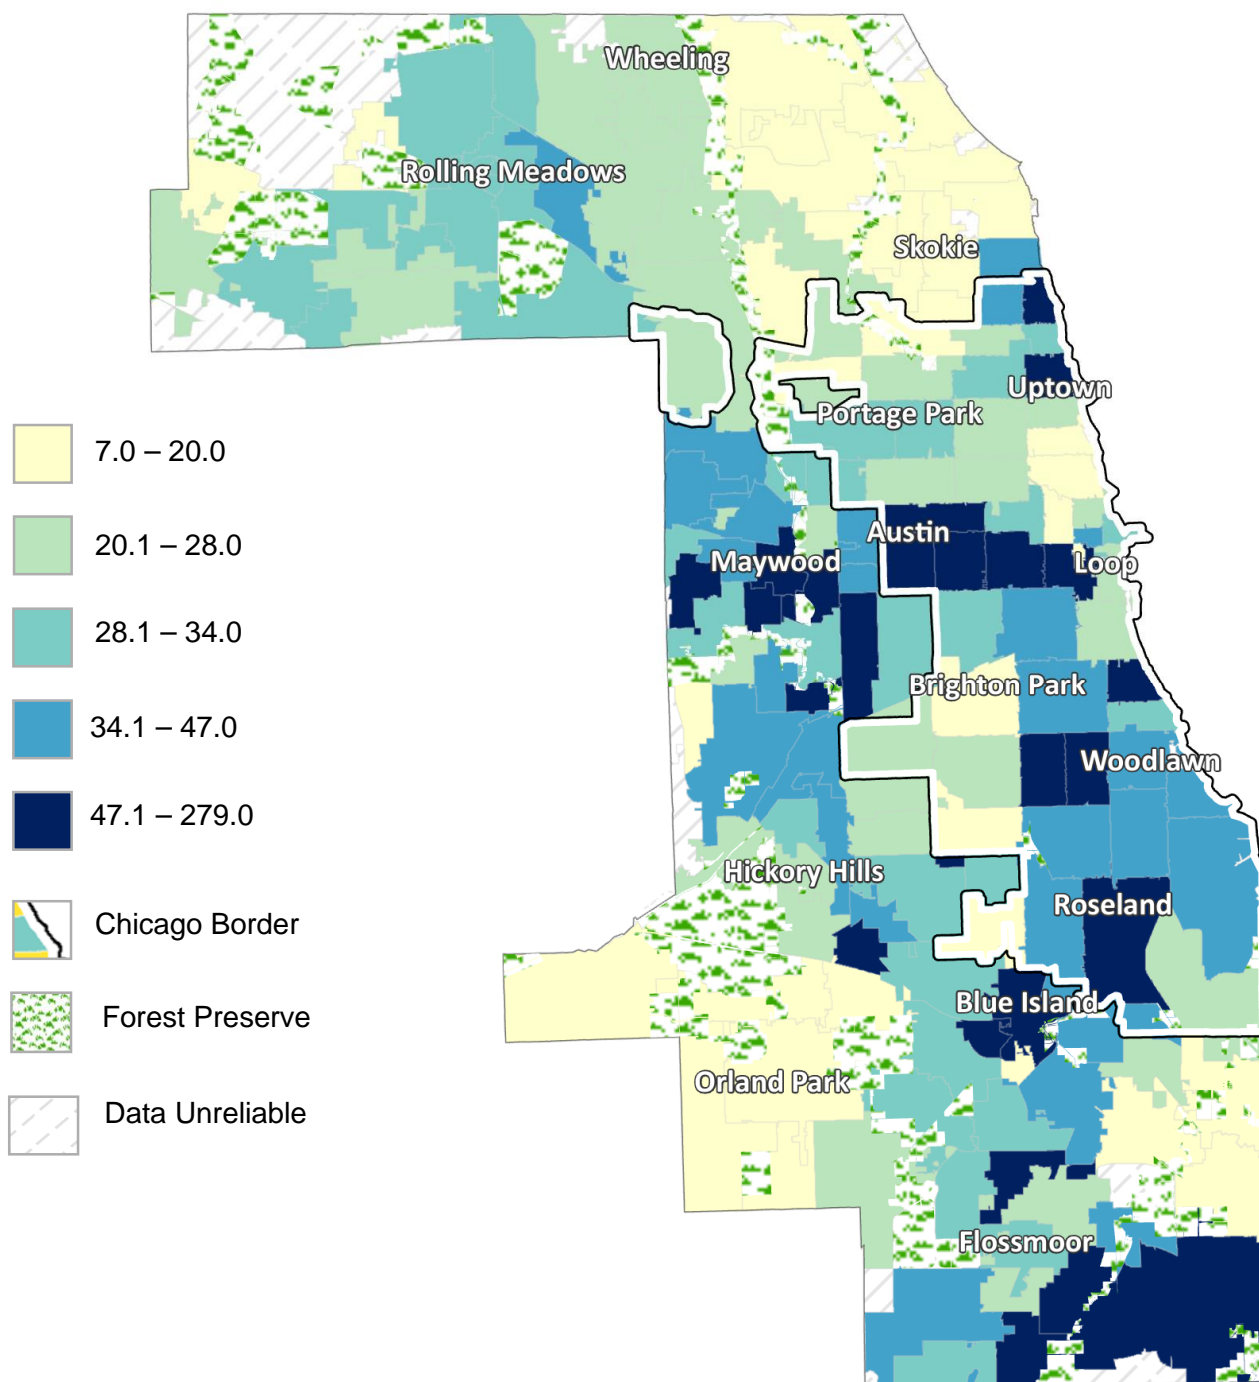 Wheeling
Rolling Meadows
Skokie
Uptown
Portage Park
7.0 – 20.0
20.1 – 28.0
Austin
Maywood
Loop
28.1 – 34.0
Brighton Park
34.1 – 47.0
Woodlawn
47.1 – 279.0
Hickory Hills
Roseland
Chicago Border
Blue Island
Forest Preserve
Orland Park
Data Unreliable
Flossmoor